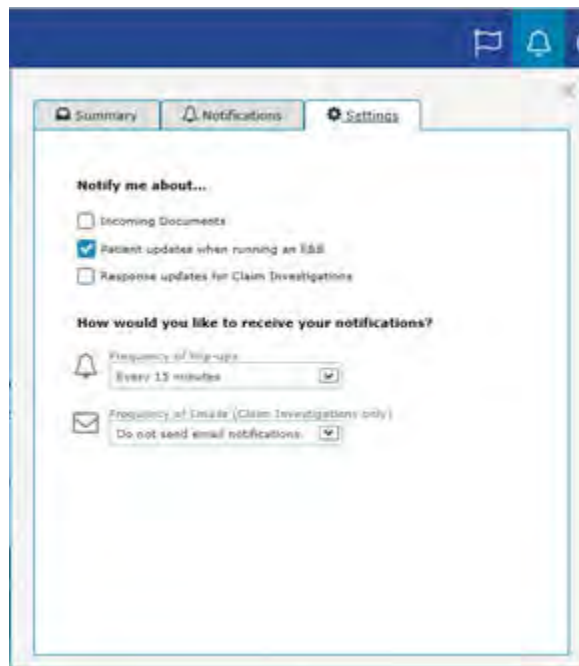 Summary Notifications Settings
Notify me about...
Incoming Documents
Patient updates when running an E&B
Response updates for Claim Investigations
How would you like to receive your notifications?
Frequency of Pop-ups
Every 15 minutes
Frequency of Emails (Claim Investigations only)
Do not send email notifications